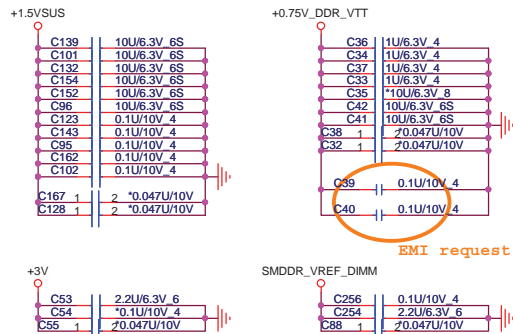 +1.5VSUS
C139 10U/6.3V_6S
C101 10U/6.3V_6S
C132 10U/6.3V_6S
C154 10U/6.3V_6S
C152 10U/6.3V_6S
C96 10U/6.3V_6S
C123 0.1U/10V_4
C143 0.1U/10V_4
C95 0.1U/10V_4
C162 0.1U/10V_4
C102 0.1U/10V_4
C167 1 2 *0.047U/10V
C128 1 2 *0.047U/10V
+0.75V_DDR_VTT
C36 1U/6.3V_4
C34 1U/6.3V_4
C37 1U/6.3V_4
C33 1U/6.3V_4
C35 *10U/6.3V_8
C42 10U/6.3V_6S
C41 10U/6.3V_6S
C38 1 2 *0.047U/10V
C32 1 2 *0.047U/10V
C39 0.1U/10V_4
C40 0.1U/10V_4
EMI request
+3V
C53 2.2U/6.3V_6
C54 *0.1U/10V_4
C55 1 2 *0.047U/10V
SMDDR_VREF_DIMM
C256 0.1U/10V_4
C254 2.2U/6.3V_6
C88 1 2 *0.047U/10V